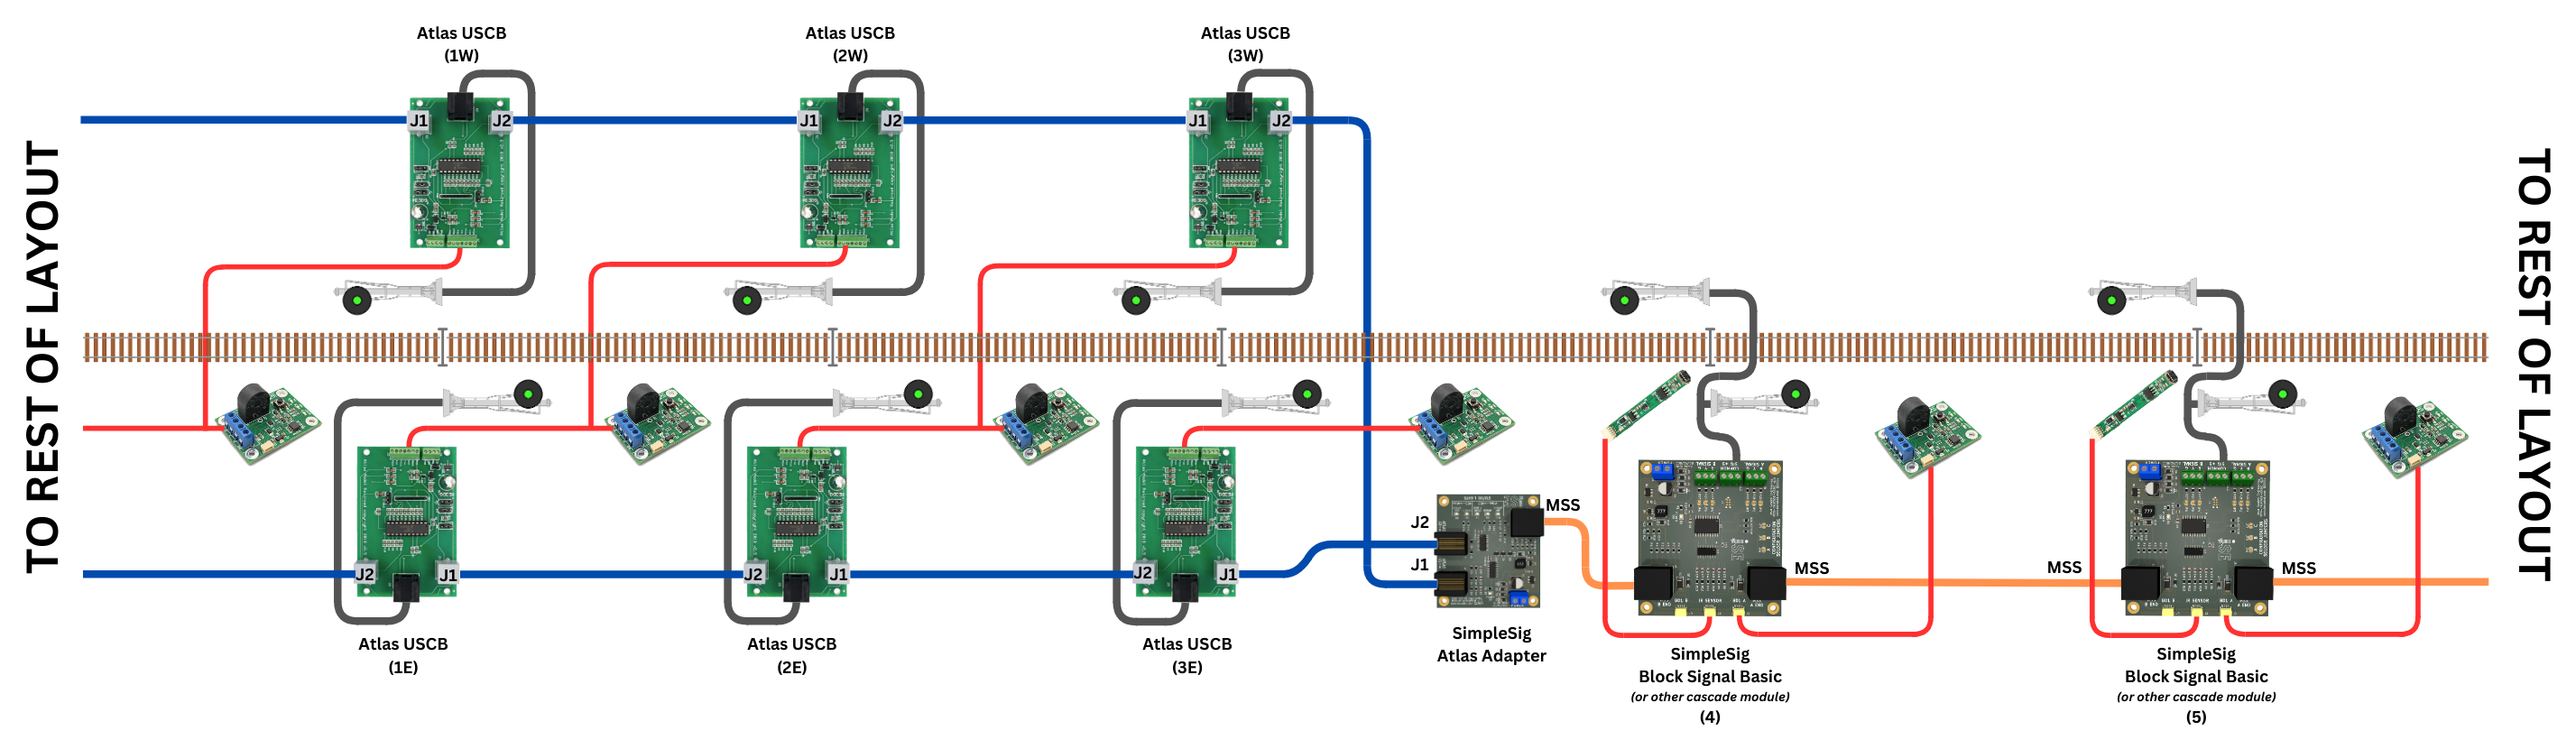 TO REST OF LAYOUT
Atlas USCB
(1W)
Atlas USCB
(2W)
Atlas USCB
(3W)
J1
J2
J1
J2
J1
J2
TO REST OF LAYOUT
J2
J1
J2
J1
J2
J1
J2
J1
MSS
MSS
MSS
MSS
Atlas USCB
(1E)
Atlas USCB
(2E)
Atlas USCB
(3E)
SimpleSig
Atlas Adapter
SimpleSig
Block Signal Basic
(or other cascade module)
(4)
SimpleSig
Block Signal Basic
(or other cascade module)
(5)